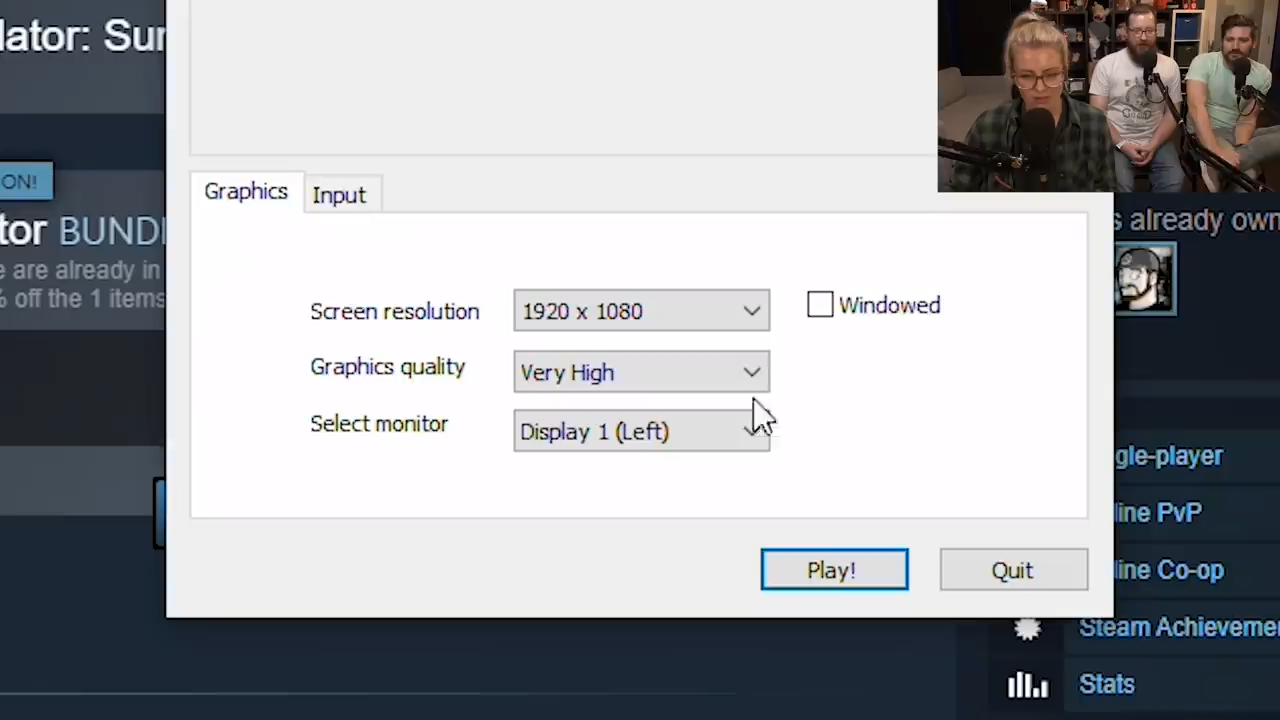 lator: Sur
ON!
tor BUNDI
e are already in
% off the 1 items
Graphics
Input
Screen resolution
1920 x 1080
Windowed
Graphics quality
Very High
Select monitor
Display 1 (Left)
Play!
Quit
s already own
gle-player
line PvP
line Co-op
Steam Achieveme
Stats